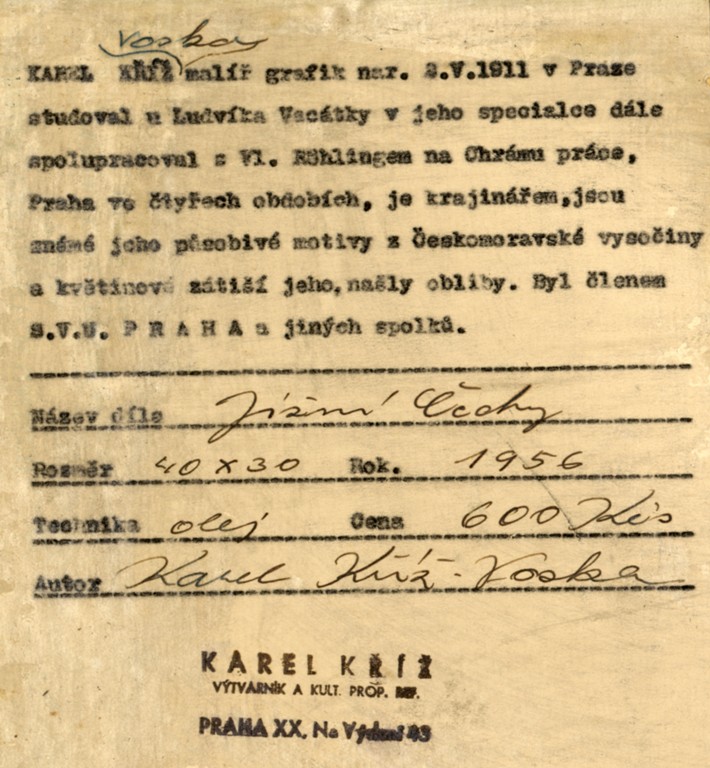 Voska
KAREL KŘÍŽ malíř grafik nar. 2.V.1911 v Praze
studoval u Ludvíka Vacátky v jeho specialce dále
spolupracoval s Vl. Röhlingem na Chrámu práce,
Praha ve čtyřech obdobích, je krajinářem,jsou
známé jeho působivé motivy z Českomoravské vysočiny
a květinové zátiší jeho,našly obliby. Byl členem
S.V.U. P R A H A a jiných spolků.
Název díla Jižní Čechy
Rozměr 40 x 30 Rok. 1956
Technika olej Cena 600 Kčs
Autor Karel Kříž-Voska
KAREL KŘÍŽ
VÝTVARNÍK A KULT. PROP. REF.
PRAHA XX, Na